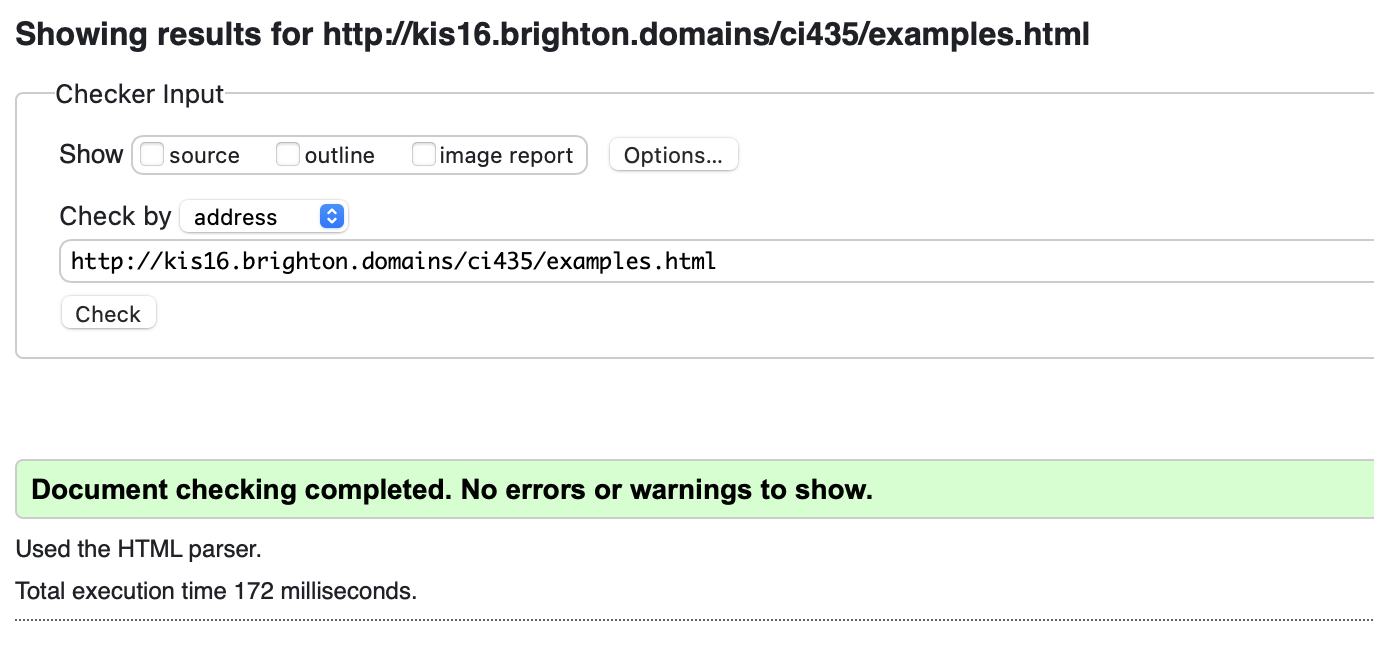 Showing results for http://kis16.brighton.domains/ci435/examples.html
Checker Input
Show source outline image report Options...
Check by address
http://kis16.brighton.domains/ci435/examples.html
Check
Document checking completed. No errors or warnings to show.
Used the HTML parser.
Total execution time 172 milliseconds.